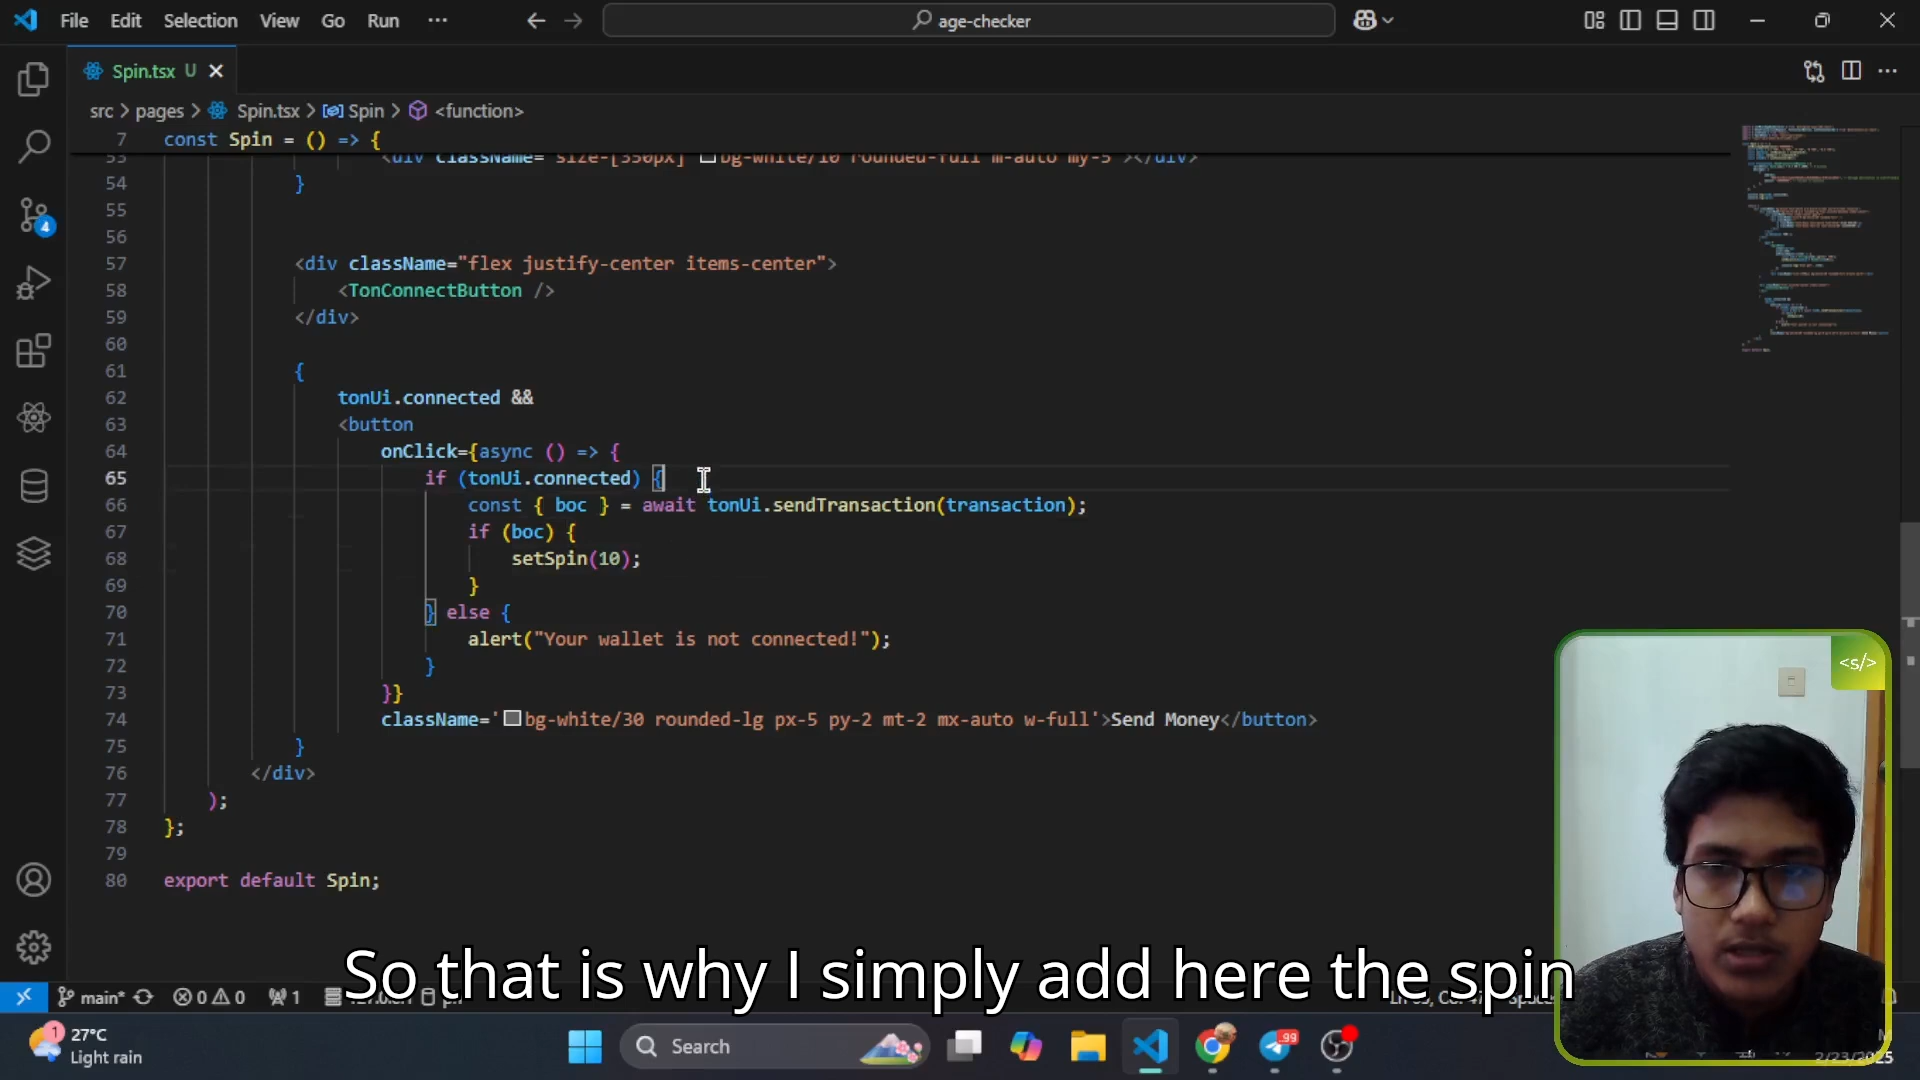 File Edit Selection View Go Run ··· age-checker
Spin.tsx U
src > pages > Spin.tsx > Spin > <function>
7 const Spin = () => {
53 <div className="size-[350px] bg-white/10 rounded-full m-auto my-5"></div>
54 }
55
56
57 <div className="flex justify-center items-center">
58 <TonConnectButton />
59 </div>
60
61 {
62 tonUi.connected &&
63 <button
64 onClick={async () => {
65 if (tonUi.connected) {
66 const { boc } = await tonUi.sendTransaction(transaction);
67 if (boc) {
68 setSpin(10);
69 }
70 } else {
71 alert("Your wallet is not connected!");
72 }
73 }}
74 className='bg-white/30 rounded-lg px-5 py-2 mt-2 mx-auto w-full'>Send Money</button>
75 }
76 </div>
77 );
78 };
79
80 export default Spin;
4
<s/>
So that is why I simply add here the spin
main* 0 0 1
1 27°C
Light rain
Search
99
2/23/2025